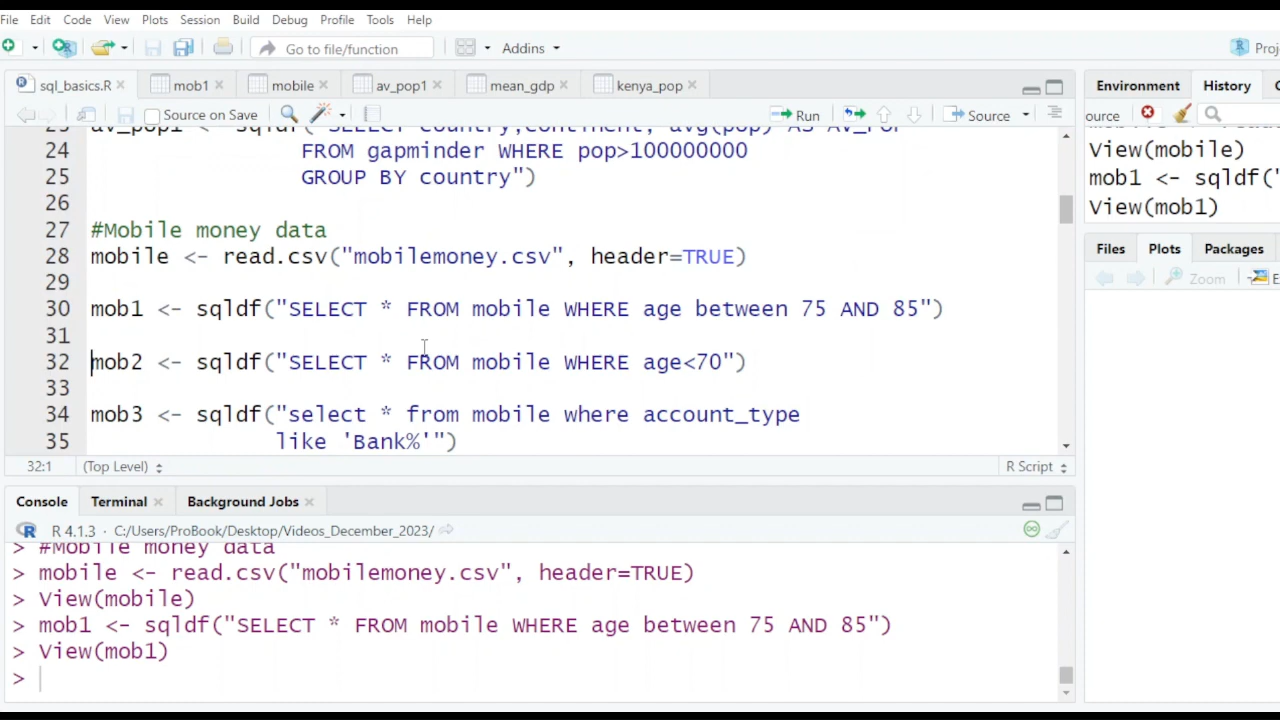 File Edit Code View Plots Session Build Debug Profile Tools Help
Go to file/function Addins
sql_basics.R mob1 mobile av_pop1 mean_gdp kenya_pop
Source on Save Run Source
av_pop1 <- sqldf("SELECT country,continent, avg(pop) AS AV_POP
24 FROM gapminder WHERE pop>100000000
25 GROUP BY country")
26
27 #Mobile money data
28 mobile <- read.csv("mobilemoney.csv", header=TRUE)
29
30 mob1 <- sqldf("SELECT * FROM mobile WHERE age between 75 AND 85")
31
32 mob2 <- sqldf("SELECT * FROM mobile WHERE age<70")
33
34 mob3 <- sqldf("select * from mobile where account_type
35 like 'Bank%'")
32:1 (Top Level) R Script
Console Terminal Background Jobs
R 4.1.3 · C:/Users/ProBook/Desktop/Videos_December_2023/
> #Mobile money data
> mobile <- read.csv("mobilemoney.csv", header=TRUE)
> View(mobile)
> mob1 <- sqldf("SELECT * FROM mobile WHERE age between 75 AND 85")
> View(mob1)
>
Environment History
ource
View(mobile)
mob1 <- sqldf("
View(mob1)
Files Plots Packages
Zoom